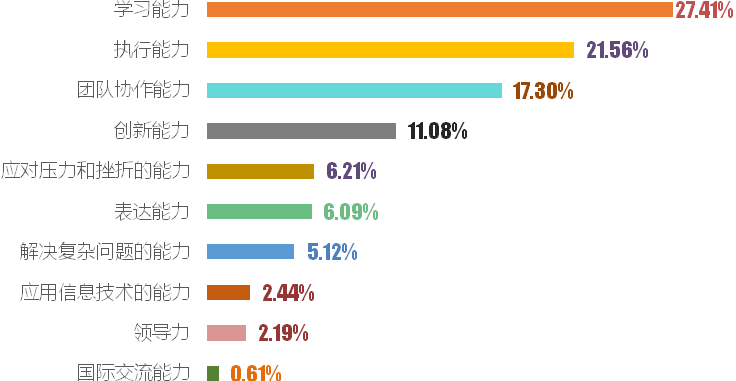 学习能力 27.41%
执行能力 21.56%
团队协作能力 17.30%
创新能力 11.08%
应对压力和挫折的能力 6.21%
表达能力 6.09%
解决复杂问题的能力 5.12%
应用信息技术的能力 2.44%
领导力 2.19%
国际交流能力 0.61%